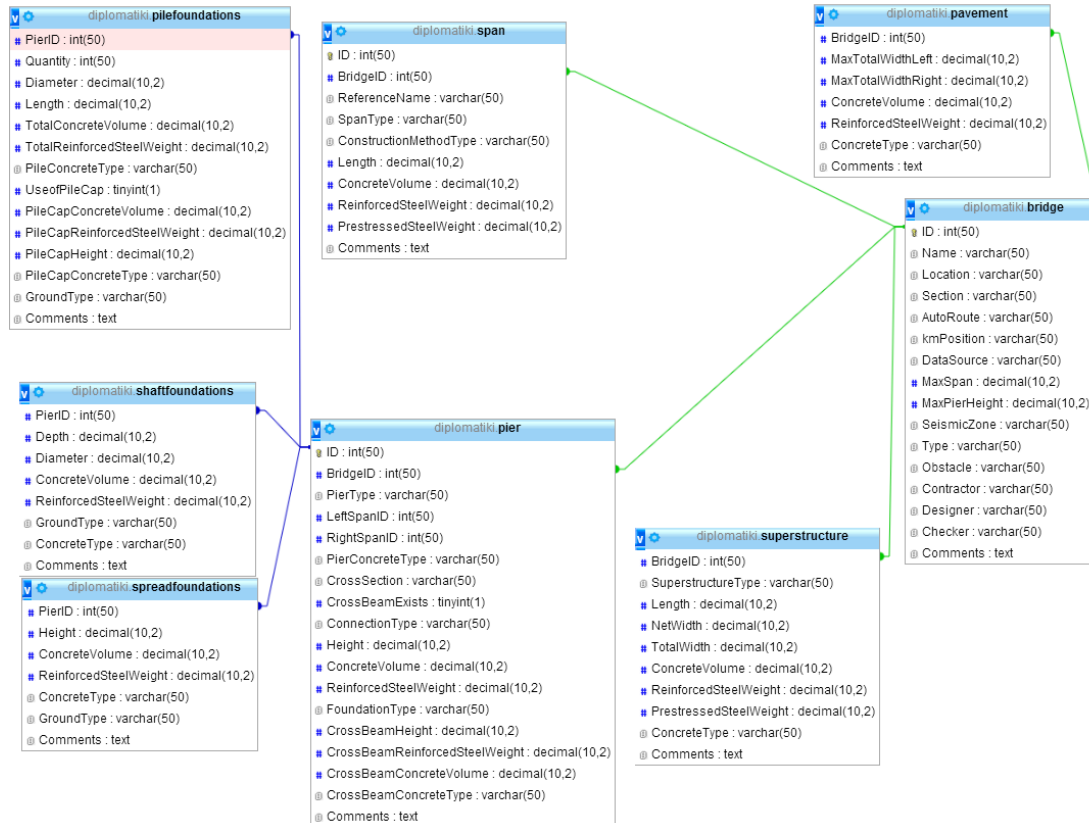 diplomatiki.pilefoundations
PierID : int(50)
Quantity : int(50)
Diameter : decimal(10,2)
Length : decimal(10,2)
TotalConcreteVolume : decimal(10,2)
TotalReinforcedSteelWeight : decimal(10,2)
PileConcreteType : varchar(50)
UseofPileCap : tinyint(1)
PileCapConcreteVolume : decimal(10,2)
PileCapReinforcedSteelWeight : decimal(10,2)
PileCapHeight : decimal(10,2)
PileCapConcreteType : varchar(50)
GroundType : varchar(50)
Comments : text
diplomatiki.span
ID : int(50)
BridgeID : int(50)
ReferenceName : varchar(50)
SpanType : varchar(50)
ConstructionMethodType : varchar(50)
Length : decimal(10,2)
ConcreteVolume : decimal(10,2)
ReinforcedSteelWeight : decimal(10,2)
PrestressedSteelWeight : decimal(10,2)
Comments : text
diplomatiki.pavement
BridgeID : int(50)
MaxTotalWidthLeft : decimal(10,2)
MaxTotalWidthRight : decimal(10,2)
ConcreteVolume : decimal(10,2)
ReinforcedSteelWeight : decimal(10,2)
ConcreteType : varchar(50)
Comments : text
diplomatiki.bridge
ID : int(50)
Name : varchar(50)
Location : varchar(50)
Section : varchar(50)
AutoRoute : varchar(50)
kmPosition : varchar(50)
DataSource : varchar(50)
MaxSpan : decimal(10,2)
MaxPierHeight : decimal(10,2)
SeismicZone : varchar(50)
Type : varchar(50)
Obstacle : varchar(50)
Contractor : varchar(50)
Designer : varchar(50)
Checker : varchar(50)
Comments : text
diplomatiki.shaftfoundations
PierID : int(50)
Depth : decimal(10,2)
Diameter : decimal(10,2)
ConcreteVolume : decimal(10,2)
ReinforcedSteelWeight : decimal(10,2)
GroundType : varchar(50)
ConcreteType : varchar(50)
Comments : text
diplomatiki.spreadfoundations
PierID : int(50)
Height : decimal(10,2)
ConcreteVolume : decimal(10,2)
ReinforcedSteelWeight : decimal(10,2)
ConcreteType : varchar(50)
GroundType : varchar(50)
Comments : text
diplomatiki.pier
ID : int(50)
BridgeID : int(50)
PierType : varchar(50)
LeftSpanID : int(50)
RightSpanID : int(50)
PierConcreteType : varchar(50)
CrossSection : varchar(50)
CrossBeamExists : tinyint(1)
ConnectionType : varchar(50)
Height : decimal(10,2)
ConcreteVolume : decimal(10,2)
ReinforcedSteelWeight : decimal(10,2)
FoundationType : varchar(50)
CrossBeamHeight : decimal(10,2)
CrossBeamReinforcedSteelWeight : decimal(10,2)
CrossBeamConcreteVolume : decimal(10,2)
CrossBeamConcreteType : varchar(50)
Comments : text
diplomatiki.superstructure
BridgeID : int(50)
SuperstructureType : varchar(50)
Length : decimal(10,2)
NetWidth : decimal(10,2)
TotalWidth : decimal(10,2)
ConcreteVolume : decimal(10,2)
ReinforcedSteelWeight : decimal(10,2)
PrestressedSteelWeight : decimal(10,2)
ConcreteType : varchar(50)
Comments : text